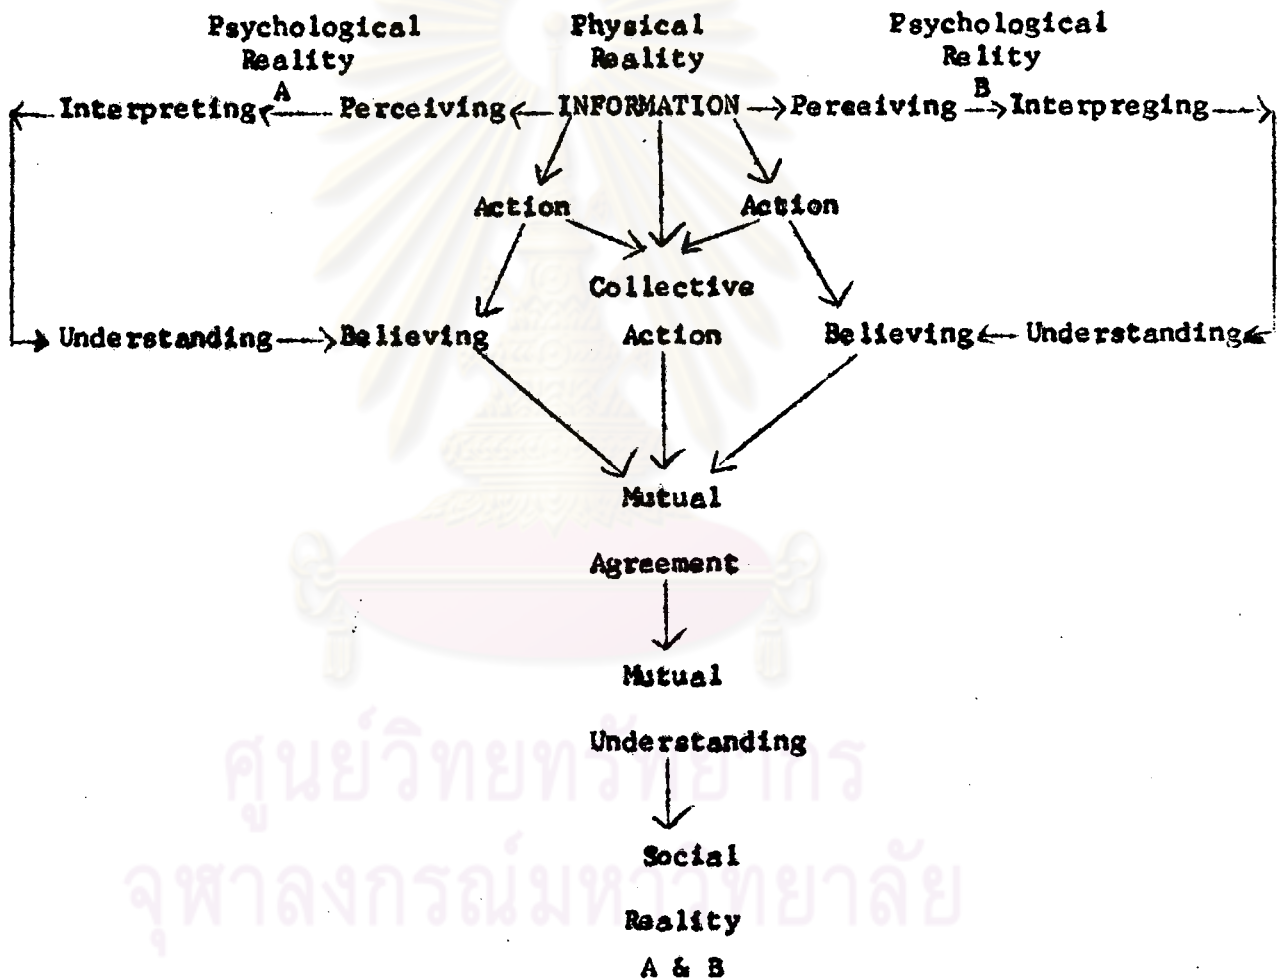 Psychological Physical Psychological
Reality Reality Relity
A B
Interpreting Perceiving INFORMATION Perceiving Interpreging
Action Action
Collective
Understanding Believing Action Believing Understanding
Mutual
Agreement
Mutual
Understanding
ศูนย์วิทยทรัพยากร
Social
จุฬาลงกรณ์มหาวิทยาลัย
Reality
A & B